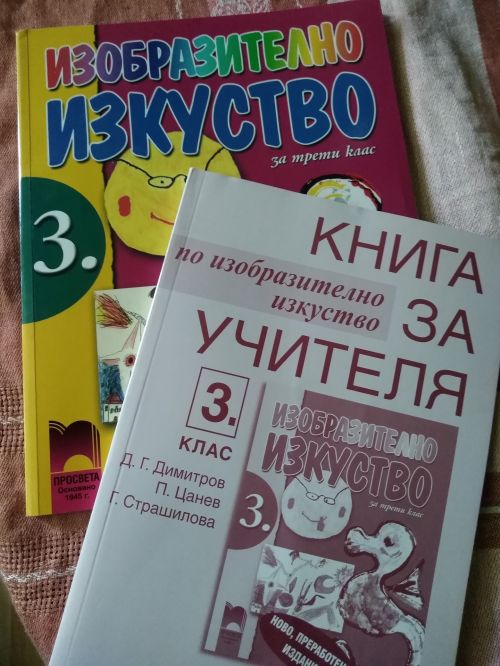 ИЗОБРАЗИТЕЛНО
ИЗКУСТВО
за трети клас
3.
ПРОСВЕТА
Основано
1945 г.
КНИГА
по изобразително
изкуство
ЗА
УЧИТЕЛЯ
3.
КЛАС
Д. Г. Димитров
П. Цанев
Г. Страшилова
ИЗОБРАЗИТЕЛНО
ИЗКУСТВО
за трети клас
3.
НОВО, ПРЕРАБОТЕНО
ИЗДАНИЕ